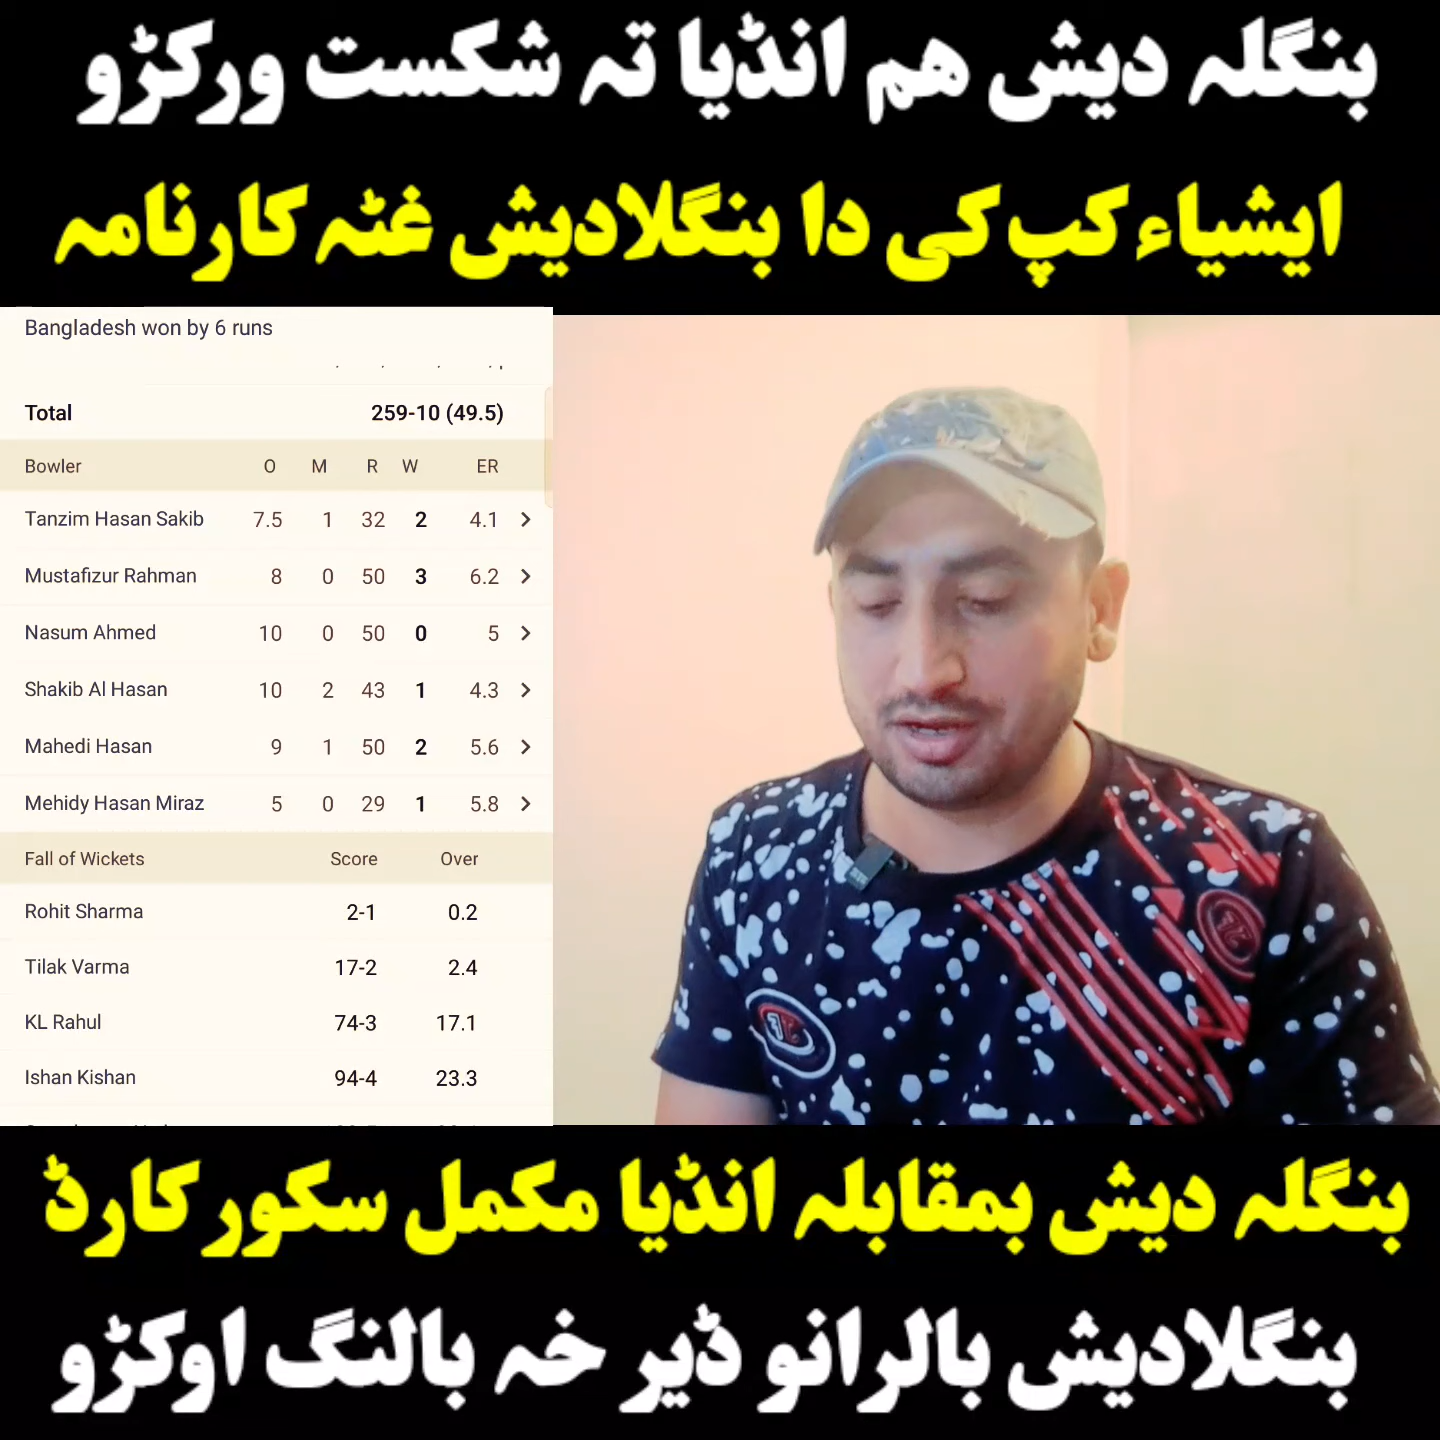 بنگلہ دیش هم انڈیا تہ شکست ورکڑو
ایشیاء کپ کی دا بنگلادیش غټہ کارنامہ
Bangladesh won by 6 runs
Total 259-10 (49.5)
Bowler O M R W ER
Tanzim Hasan Sakib 7.5 1 32 2 4.1
Mustafizur Rahman 8 0 50 3 6.2
Nasum Ahmed 10 0 50 0 5
Shakib Al Hasan 10 2 43 1 4.3
Mahedi Hasan 9 1 50 2 5.6
Mehidy Hasan Miraz 5 0 29 1 5.8
Fall of Wickets Score Over
Rohit Sharma 2-1 0.2
Tilak Varma 17-2 2.4
KL Rahul 74-3 17.1
Ishan Kishan 94-4 23.3
بنگلہ دیش بمقابلہ انڈیا مکمل سکور کارڈ
بنگلادیش بالرانو ڈیر خہ بالنگ اوکڑو